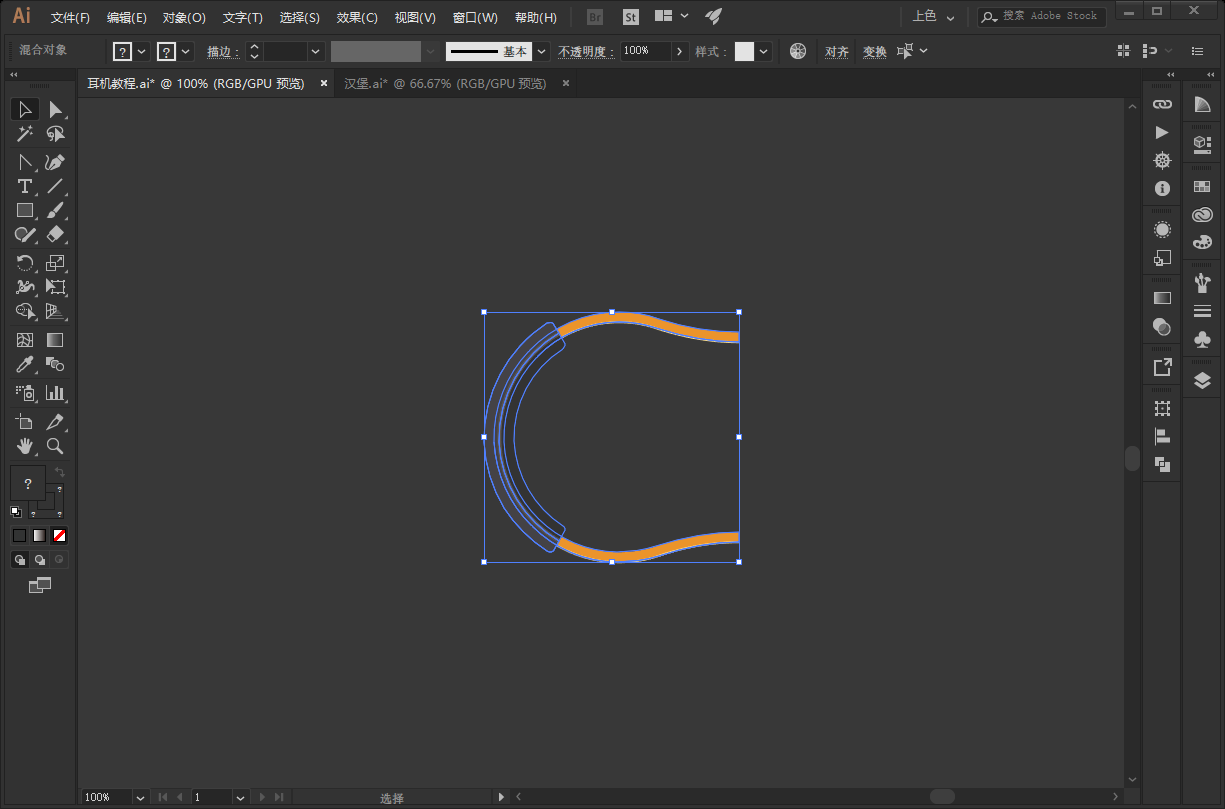 Ai 文件(F) 编辑(E) 对象(O) 文字(T) 选择(S) 效果(C) 视图(V) 窗口(W) 帮助(H) Br St 上色 搜索 Adobe Stock
混合对象 ? ? 描边： 基本 不透明度： 100% 样式： 对齐 变换
耳机教程.ai* @ 100% (RGB/GPU 预览) × 汉堡.ai* @ 66.67% (RGB/GPU 预览) ×
T
?
?
? ?
100% 1 选择